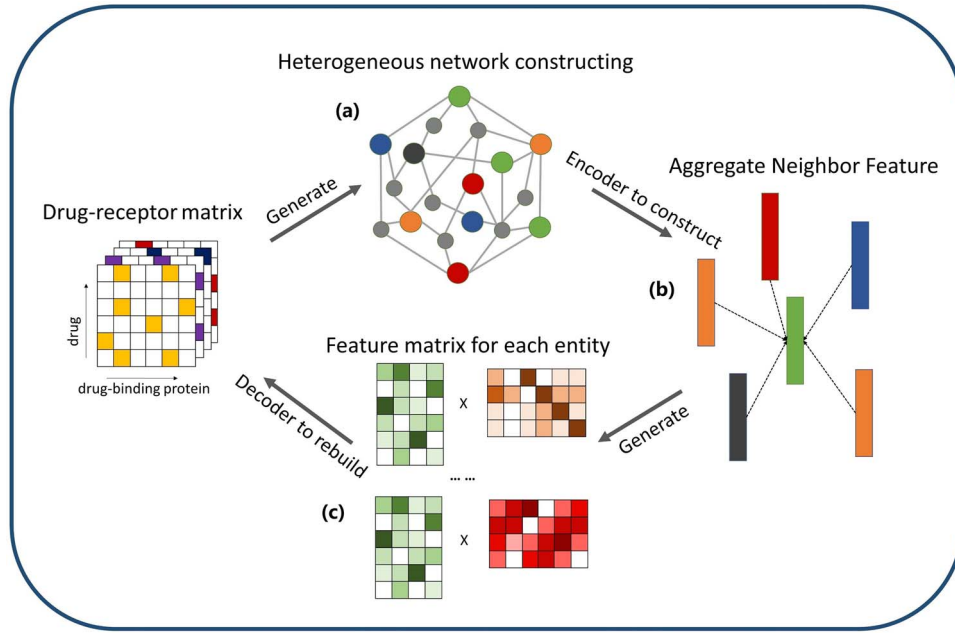 Heterogeneous network constructing
(a)
Generate
Encoder to construct
Aggregate Neighbor Feature
Drug-receptor matrix
drug
drug-binding protein
(b)
Feature matrix for each entity
X
Generate
Decoder to rebuild
... ...
(c)
X